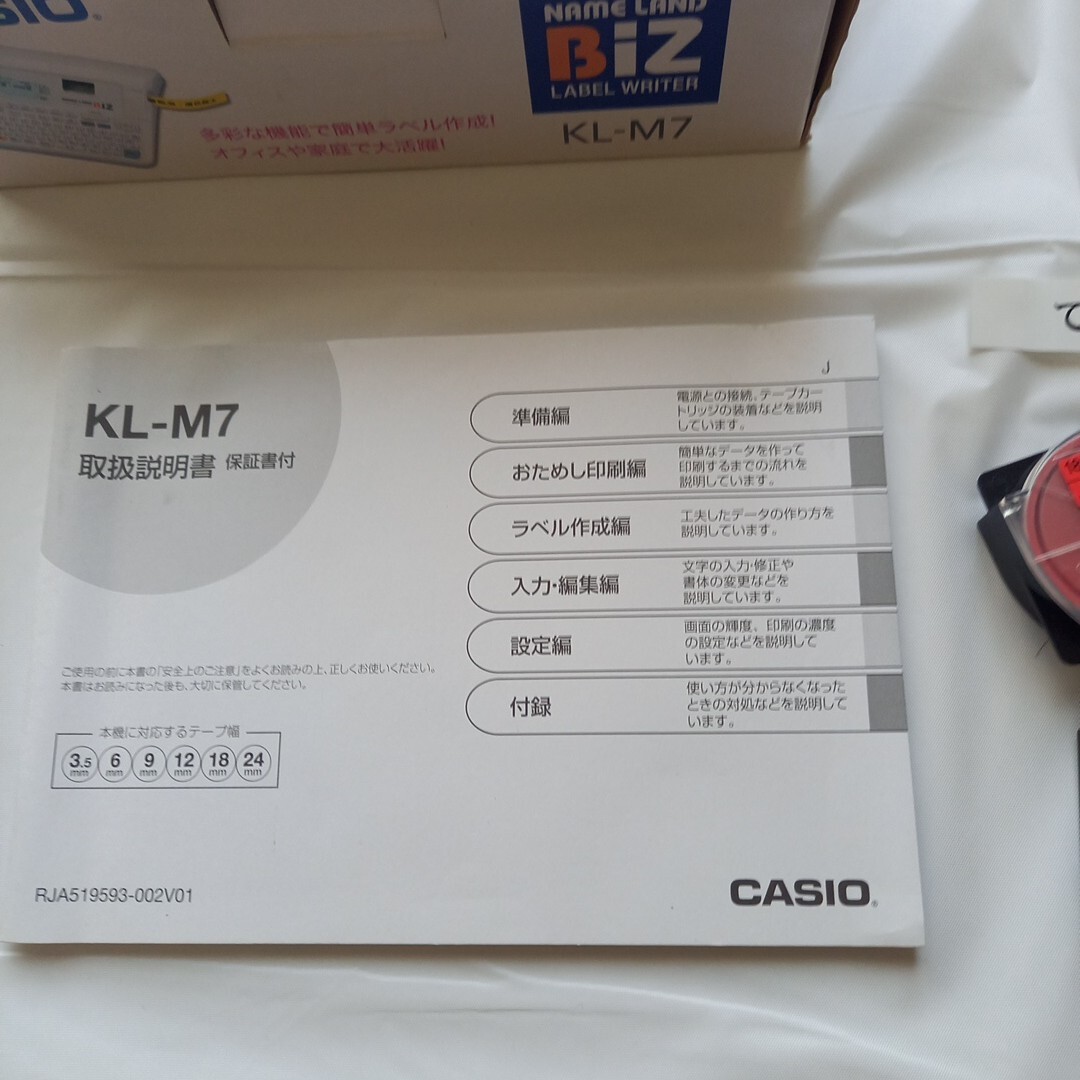 SIO®
NAME LAND
BiZ
LABEL WRITER
KL-M7
多彩な機能で簡単ラベル作成!
オフィスや家庭で大活躍!
て
J
KL-M7
取扱説明書 保証書付
準備編
電源との接続、テープカー
トリッジの装着などを説明
しています。
おためし印刷編
簡単なデータを作って
印刷するまでの流れを
説明しています。
ラベル作成編
工夫したデータの作り方を
説明しています。
入力・編集編
文字の入力・修正や
書体の変更などを
説明しています。
設定編
画面の輝度、印刷の濃度
の設定などを説明して
います。
付録
使い方が分からなくなった
ときの対処などを説明して
います。
ご使用の前に本書の「安全上のご注意」をよくお読みの上、正しくお使いください。
本書はお読みになった後も、大切に保管してください。
本機に対応するテープ幅
3.5mm 6mm 9mm 12mm 18mm 24mm
RJA519593-002V01
CASIO®